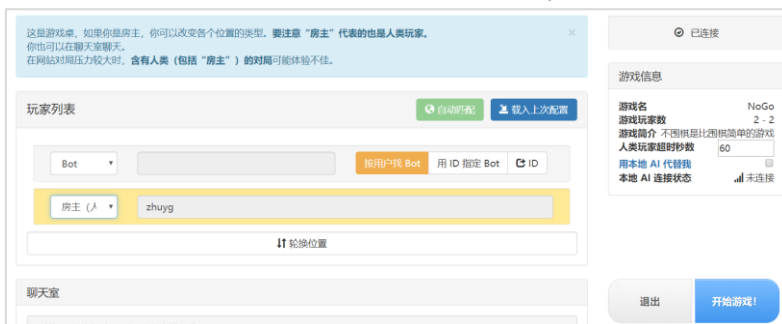 这是游戏桌，如果你是房主，你可以改变各个位置的类型。要注意“房主”代表的也是人类玩家。
你也可以在聊天室聊天。
在网站对局压力较大时，含有人类（包括“房主”）的对局可能体验不佳。
×
已连接
玩家列表
自动匹配
载入上次配置
Bot
按用户找 Bot
用 ID 指定 Bot
ID
房主（人
zhuyg
轮换位置
聊天室
游戏信息
游戏名 NoGo
游戏玩家数 2 - 2
游戏简介 不围棋是比围棋简单的游戏
人类玩家超时秒数 60
用本地 AI 代替我
本地 AI 连接状态 未连接
退出
开始游戏！